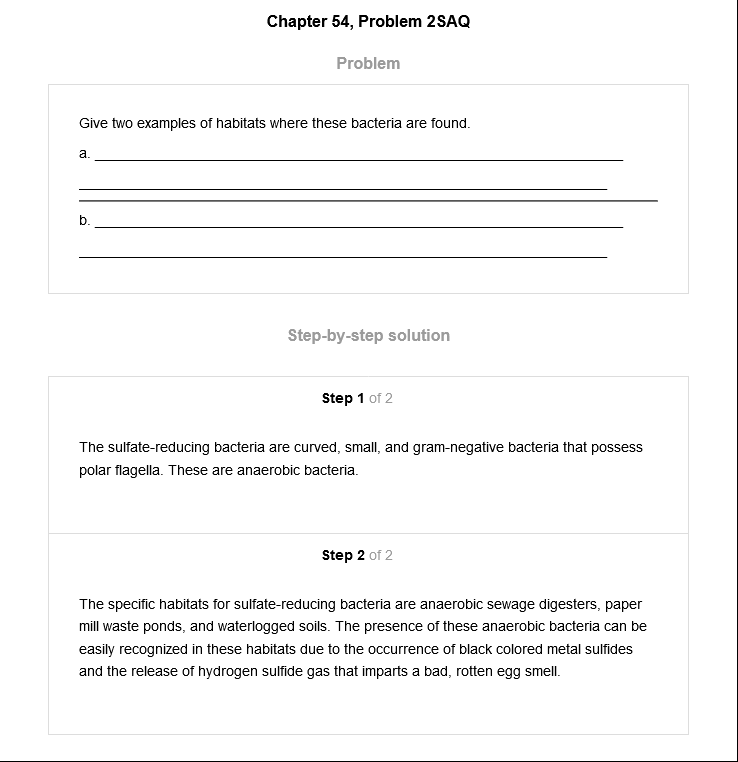 Chapter 54, Problem 2SAQ
Problem
Give two examples of habitats where these bacteria are found.
a.
b.
Step-by-step solution
Step 1 of 2
The sulfate-reducing bacteria are curved, small, and gram-negative bacteria that possess
polar flagella. These are anaerobic bacteria.
Step 2 of 2
The specific habitats for sulfate-reducing bacteria are anaerobic sewage digesters, paper
mill waste ponds, and waterlogged soils. The presence of these anaerobic bacteria can be
easily recognized in these habitats due to the occurrence of black colored metal sulfides
and the release of hydrogen sulfide gas that imparts a bad, rotten egg smell.